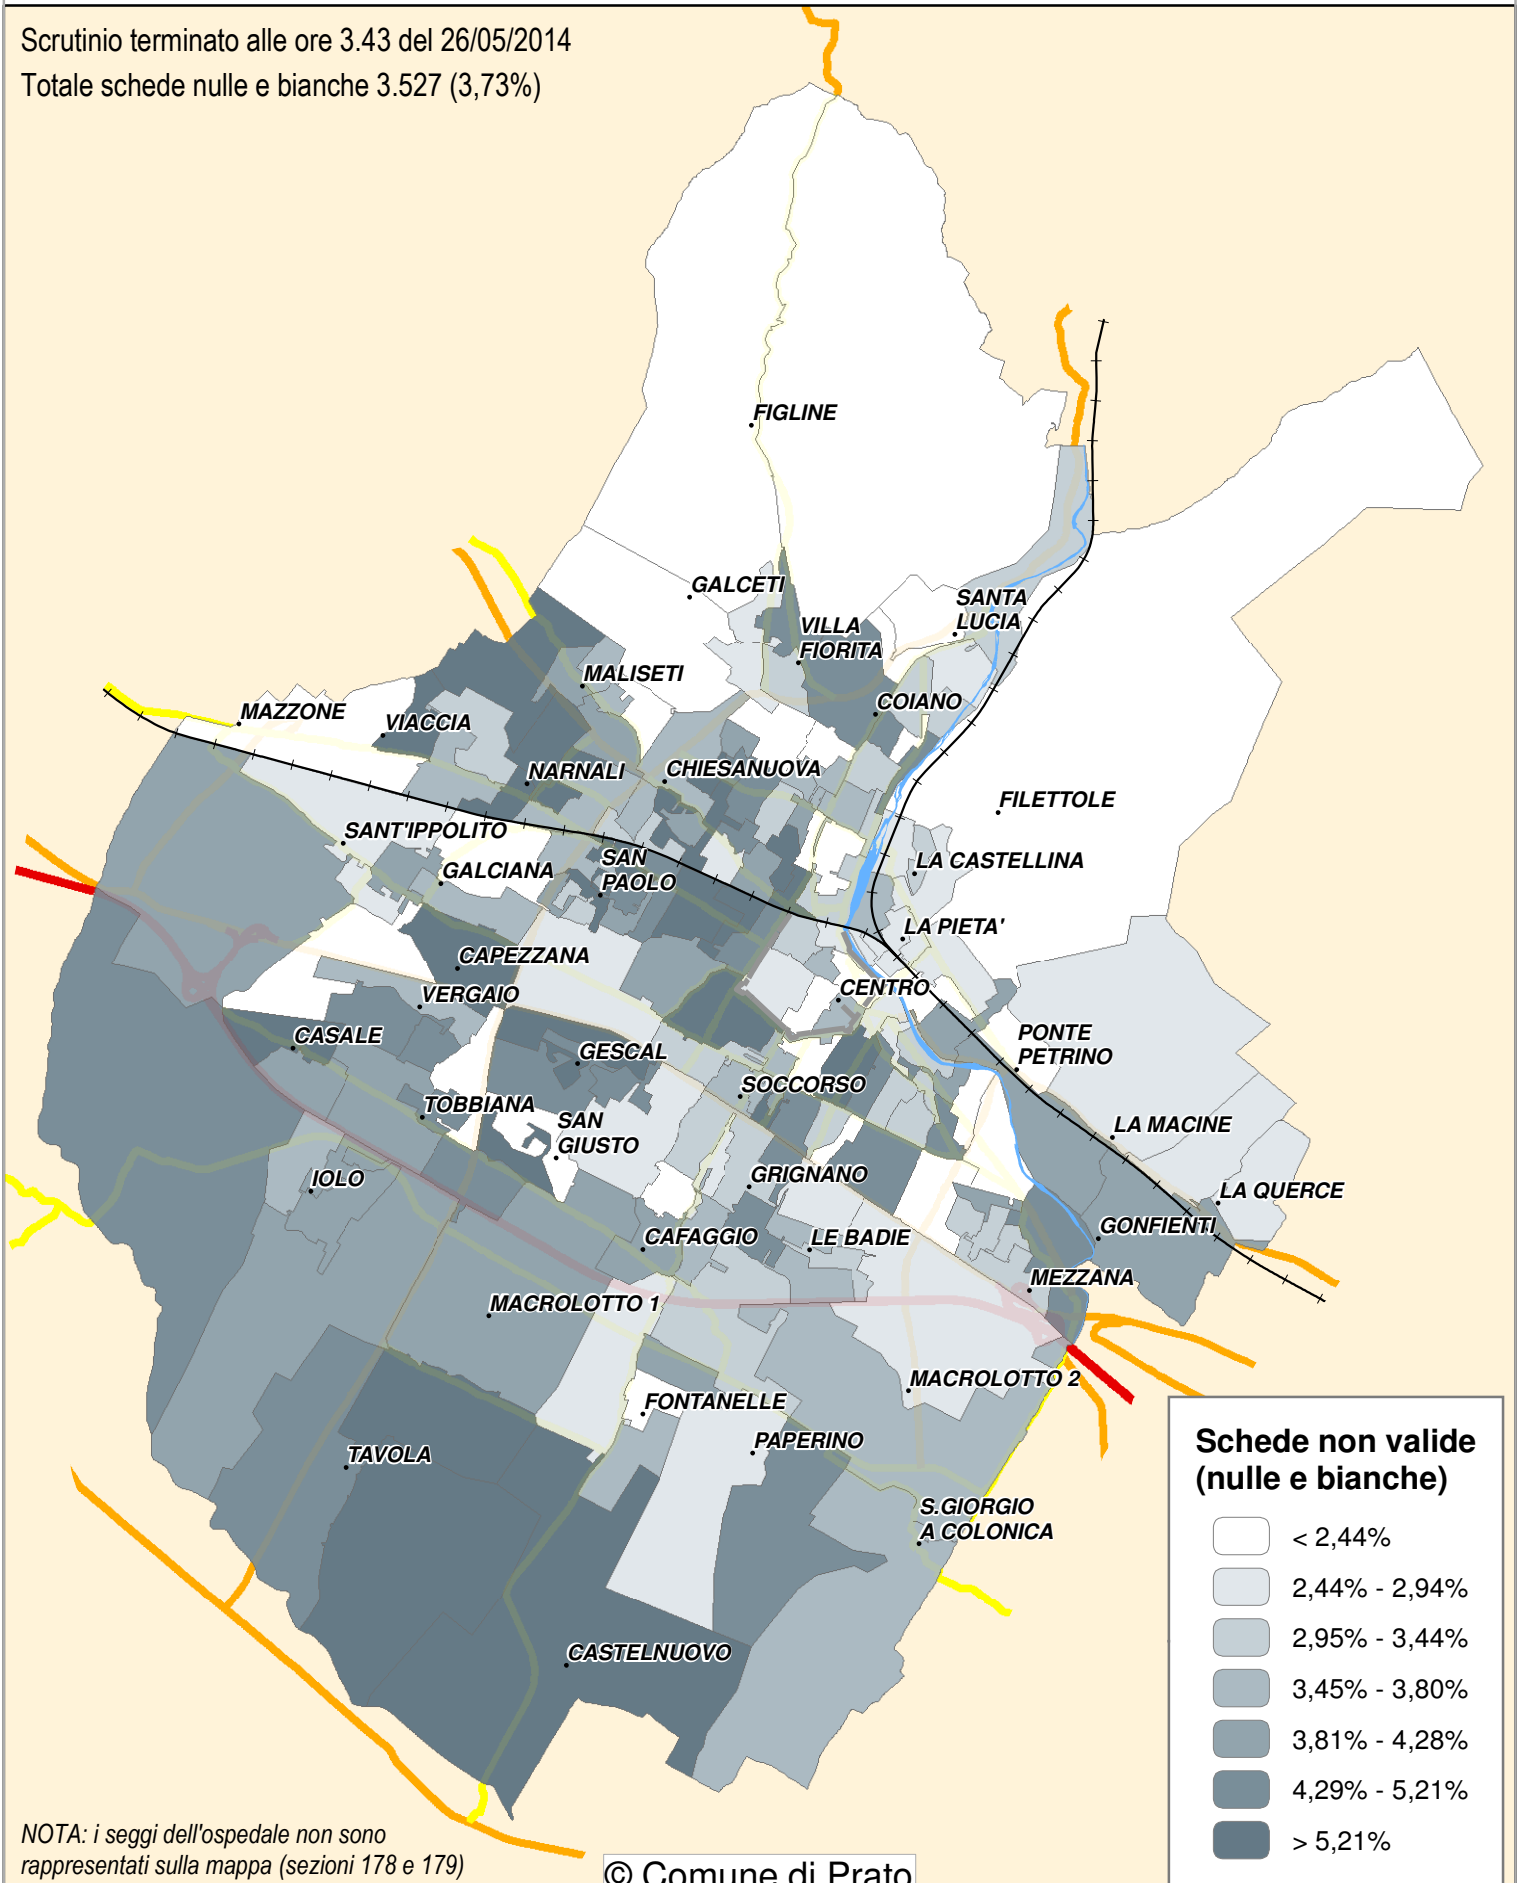 Scrutinio terminato alle ore 3.43 del 26/05/2014
Totale schede nulle e bianche 3.527 (3,73%)
FIGLINE
GALCETI
SANTA
LUCIA
VILLA
FIORITA
MALISETI
COIANO
MAZZONE
VIACCIA
NARNALI
CHIESANUOVA
FILETTOLE
SANT'IPPOLITO
GALCIANA
SAN
PAOLO
LA CASTELLINA
LA PIETA'
CAPEZZANA
VERGAIO
CENTRO
CASALE
GESCAL
PONTE
PETRINO
SOCCORSO
TOBBIANA
SAN
GIUSTO
LA MACINE
IOLO
GRIGNANO
LA QUERCE
CAFAGGIO
LE BADIE
GONFIENTI
MEZZANA
MACROLOTTO 1
MACROLOTTO 2
FONTANELLE
PAPERINO
TAVOLA
S.GIORGIO
A COLONICA
CASTELNUOVO
Schede non valide
(nulle e bianche)
< 2,44%
2,44% - 2,94%
2,95% - 3,44%
3,45% - 3,80%
3,81% - 4,28%
4,29% - 5,21%
> 5,21%
NOTA: i seggi dell'ospedale non sono
rappresentati sulla mappa (sezioni 178 e 179)
© Comune di Prato